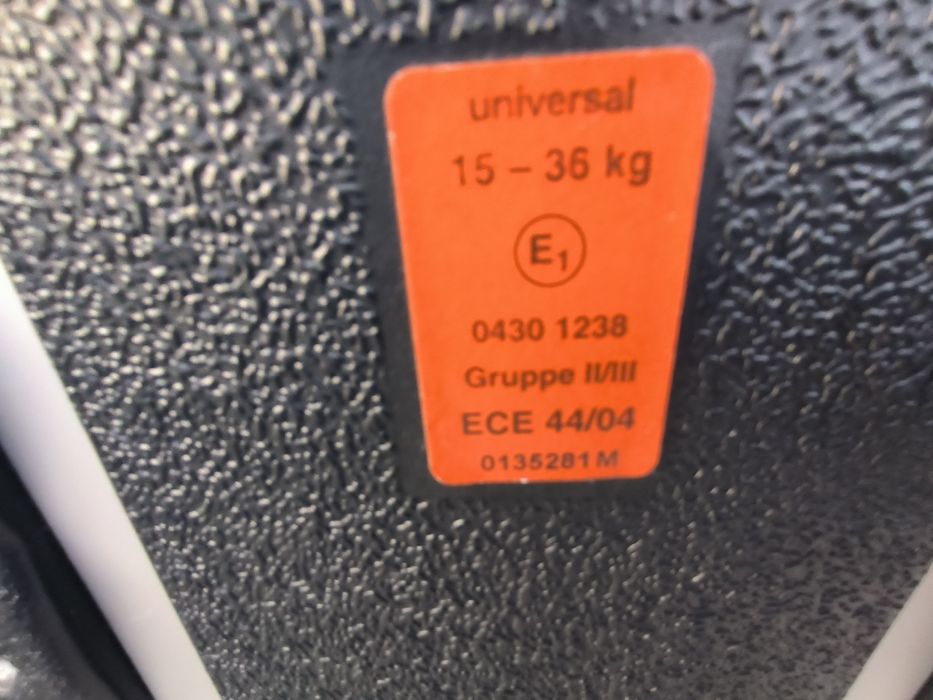 universal
15 – 36 kg
E1
0430 1238
Gruppe II/III
ECE 44/04
0135281 M